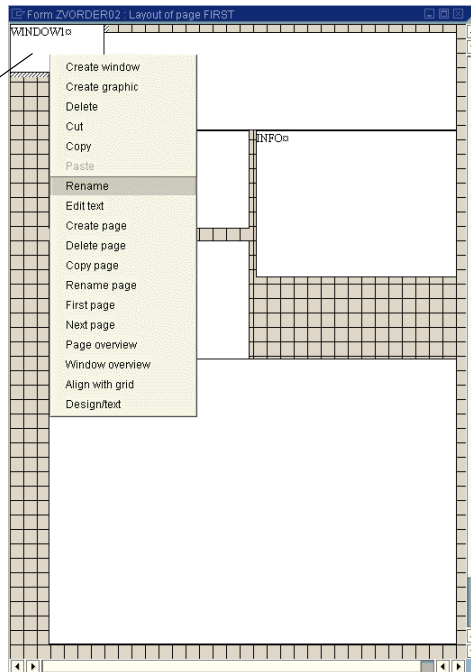 Form ZVORDER02 : Layout of page FIRST
WINDOW1¤
Create window
Create graphic
Delete
Cut
Copy
Paste
Rename
Edit text
Create page
Delete page
Copy page
Rename page
First page
Next page
Page overview
Window overview
Align with grid
Design/text
INFO¤